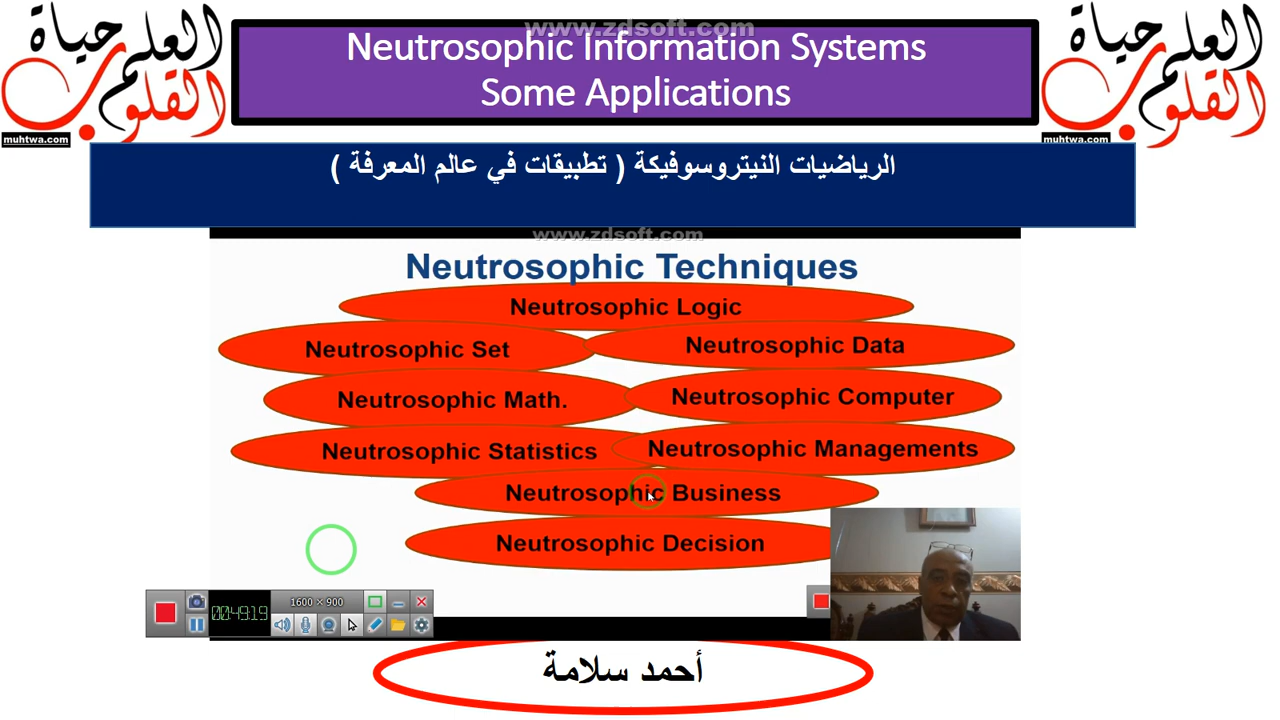 www.zdsoft.com
Neutrosophic Information Systems
Some Applications
العلم حياة القلوب
muhtwa.com
العلم حياة القلوب
muhtwa.com
الرياضيات النيتروسوفيكة ( تطبيقات في عالم المعرفة )
www.zdsoft.com
Neutrosophic Techniques
Neutrosophic Logic
Neutrosophic Set
Neutrosophic Data
Neutrosophic Math.
Neutrosophic Computer
Neutrosophic Statistics
Neutrosophic Managements
Neutrosophic Business
Neutrosophic Decision
1600 × 900
00:49:19
أحمد سلامة